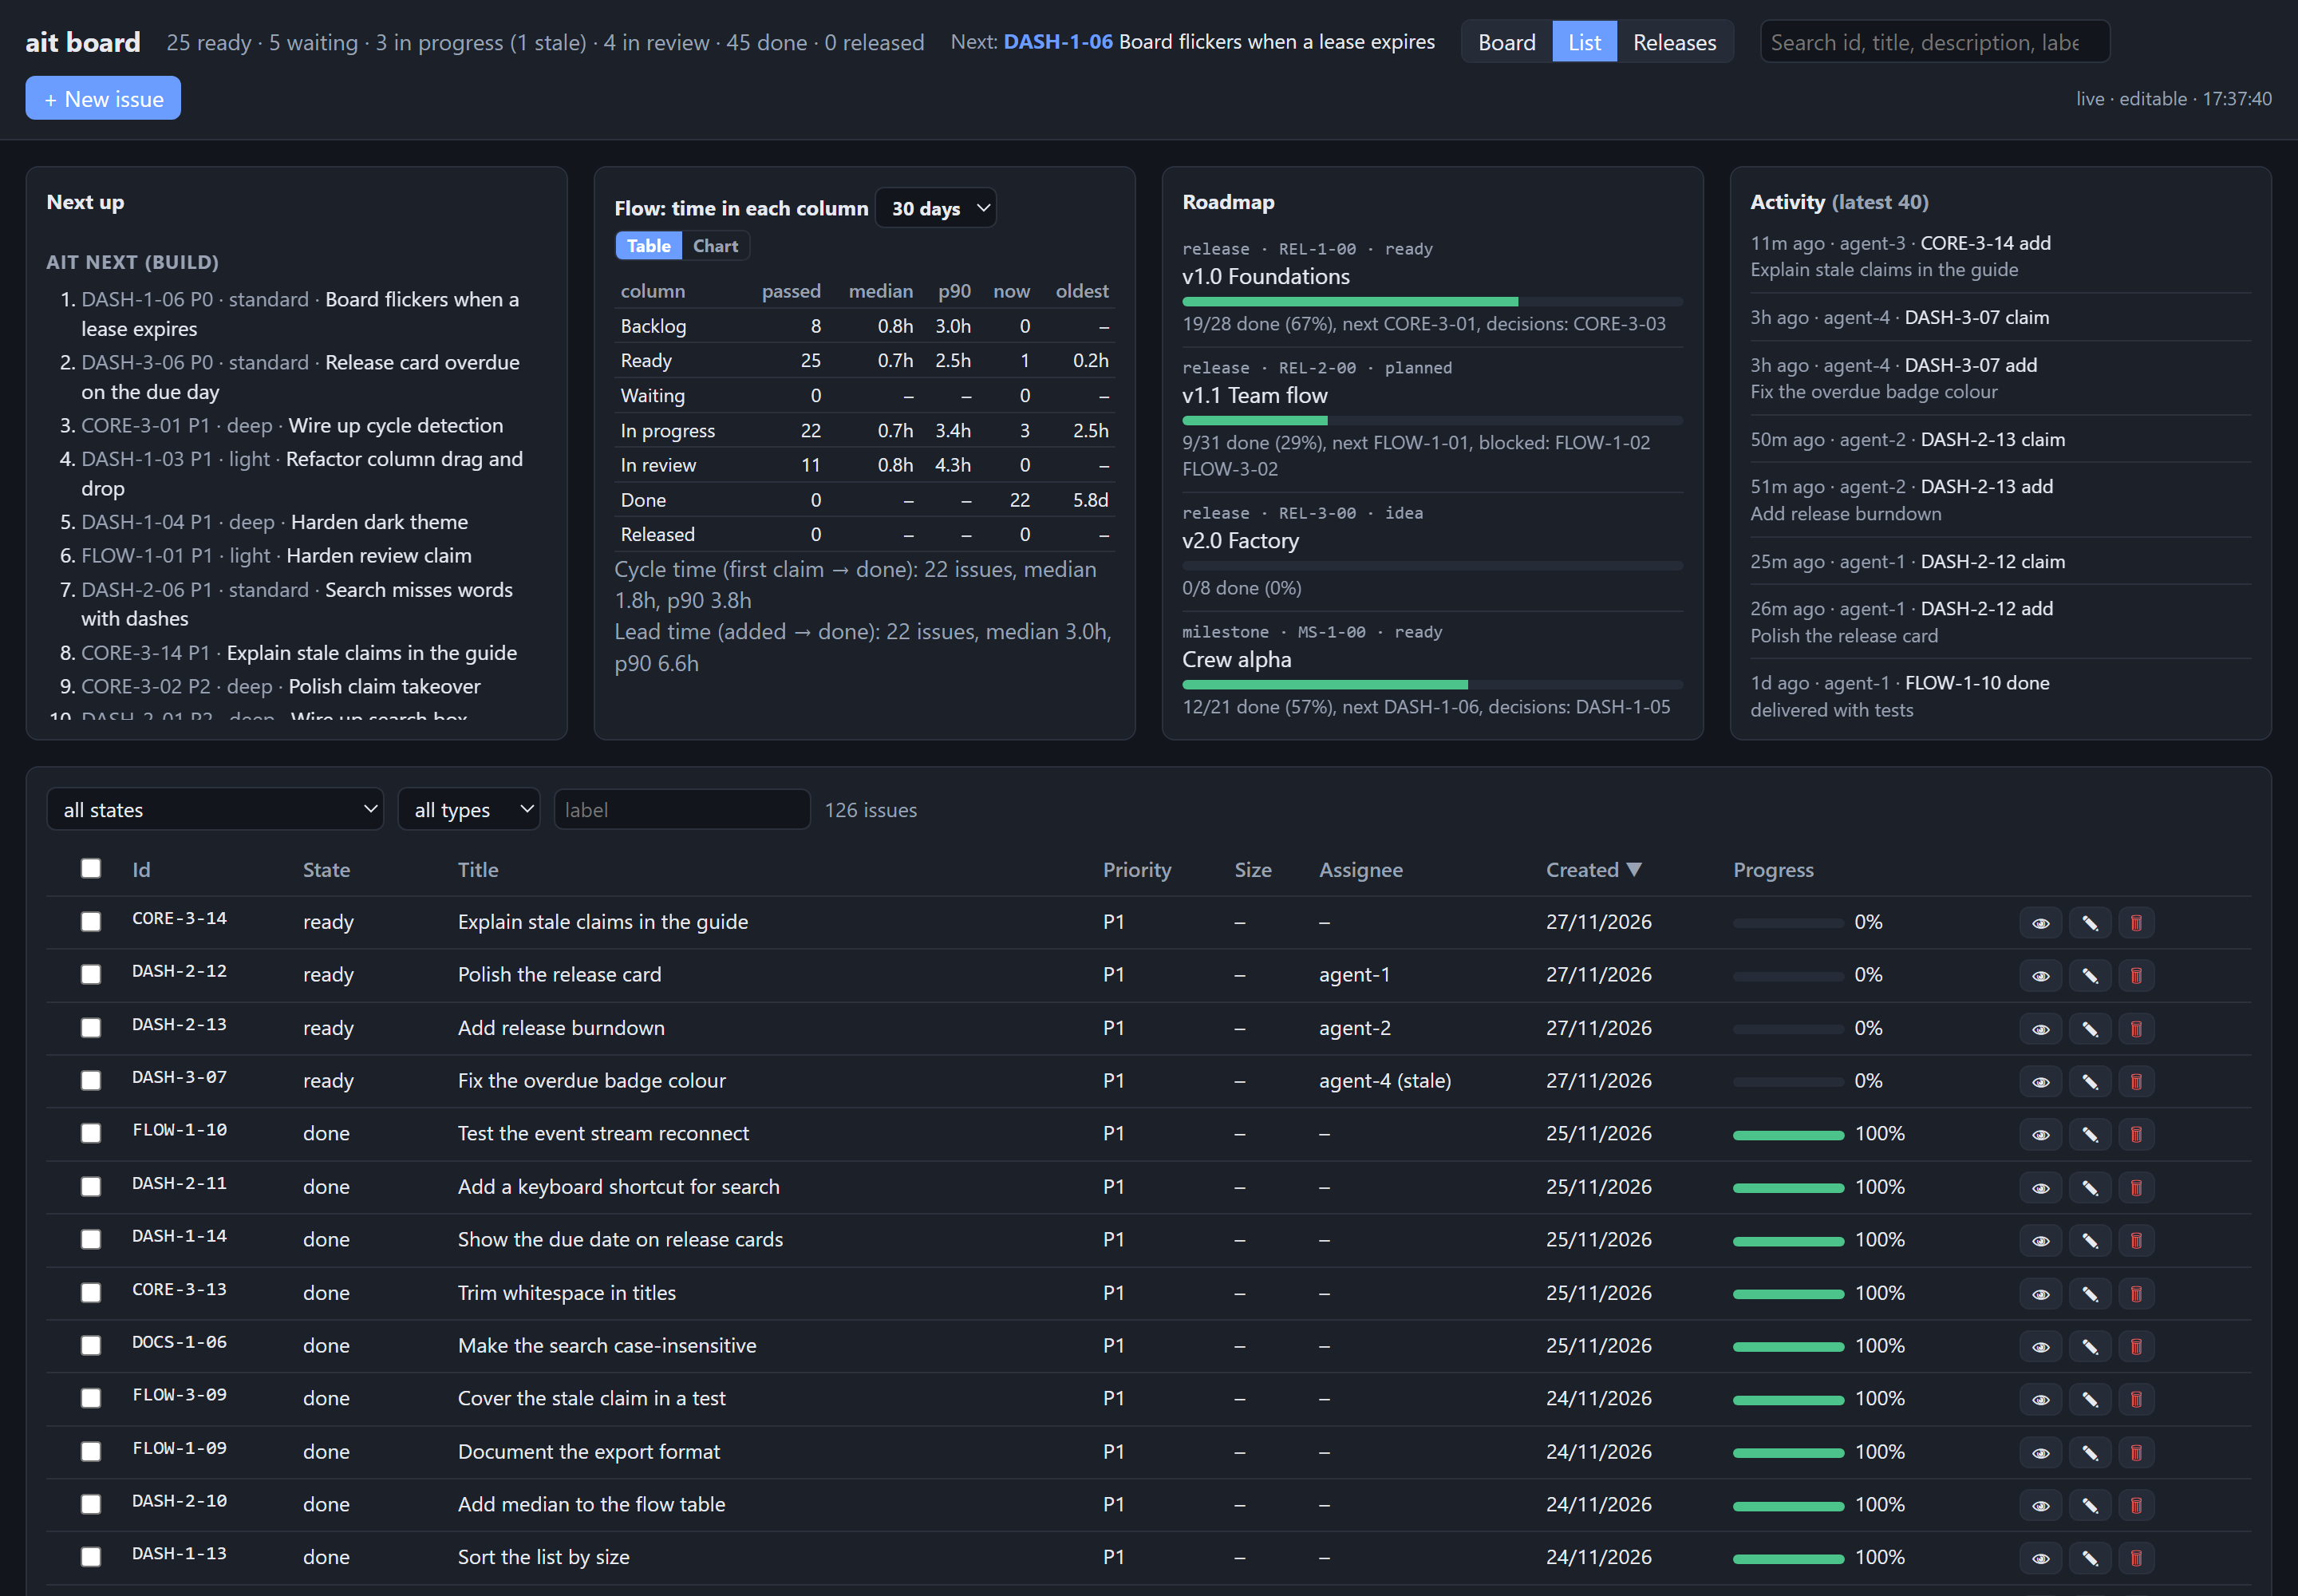 ait board 25 ready · 5 waiting · 3 in progress (1 stale) · 4 in review · 45 done · 0 released Next: DASH-1-06 Board flickers when a lease expires Board List Releases Search id, title, description, labe
+ New issue live · editable · 17:37:40
Next up
AIT NEXT (BUILD)
1. DASH-1-06 P0 · standard · Board flickers when a
lease expires
2. DASH-3-06 P0 · standard · Release card overdue
on the due day
3. CORE-3-01 P1 · deep · Wire up cycle detection
4. DASH-1-03 P1 · light · Refactor column drag and
drop
5. DASH-1-04 P1 · deep · Harden dark theme
6. FLOW-1-01 P1 · light · Harden review claim
7. DASH-2-06 P1 · standard · Search misses words
with dashes
8. CORE-3-14 P1 · Explain stale claims in the guide
9. CORE-3-02 P2 · deep · Polish claim takeover
10. DASH-2-01 P2 · deep · Wire up search box
Flow: time in each column 30 days
Table Chart
column passed median p90 now oldest
Backlog 8 0.8h 3.0h 0 –
Ready 25 0.7h 2.5h 1 0.2h
Waiting 0 – – 0 –
In progress 22 0.7h 3.4h 3 2.5h
In review 11 0.8h 4.3h 0 –
Done 0 – – 22 5.8d
Released 0 – – 0 –
Cycle time (first claim → done): 22 issues, median
1.8h, p90 3.8h
Lead time (added → done): 22 issues, median 3.0h,
p90 6.6h
Roadmap
release · REL-1-00 · ready
v1.0 Foundations
19/28 done (67%), next CORE-3-01, decisions: CORE-3-03
release · REL-2-00 · planned
v1.1 Team flow
9/31 done (29%), next FLOW-1-01, blocked: FLOW-1-02
FLOW-3-02
release · REL-3-00 · idea
v2.0 Factory
0/8 done (0%)
milestone · MS-1-00 · ready
Crew alpha
12/21 done (57%), next DASH-1-06, decisions: DASH-1-05
Activity (latest 40)
11m ago · agent-3 · CORE-3-14 add
Explain stale claims in the guide
3h ago · agent-4 · DASH-3-07 claim
3h ago · agent-4 · DASH-3-07 add
Fix the overdue badge colour
50m ago · agent-2 · DASH-2-13 claim
51m ago · agent-2 · DASH-2-13 add
Add release burndown
25m ago · agent-1 · DASH-2-12 claim
26m ago · agent-1 · DASH-2-12 add
Polish the release card
1d ago · agent-1 · FLOW-1-10 done
delivered with tests
all states all types label 126 issues
Id State Title Priority Size Assignee Created ▼ Progress
CORE-3-14 ready Explain stale claims in the guide P1 – – 27/11/2026 0%
DASH-2-12 ready Polish the release card P1 – agent-1 27/11/2026 0%
DASH-2-13 ready Add release burndown P1 – agent-2 27/11/2026 0%
DASH-3-07 ready Fix the overdue badge colour P1 – agent-4 (stale) 27/11/2026 0%
FLOW-1-10 done Test the event stream reconnect P1 – – 25/11/2026 100%
DASH-2-11 done Add a keyboard shortcut for search P1 – – 25/11/2026 100%
DASH-1-14 done Show the due date on release cards P1 – – 25/11/2026 100%
CORE-3-13 done Trim whitespace in titles P1 – – 25/11/2026 100%
DOCS-1-06 done Make the search case-insensitive P1 – – 25/11/2026 100%
FLOW-3-09 done Cover the stale claim in a test P1 – – 24/11/2026 100%
FLOW-1-09 done Document the export format P1 – – 24/11/2026 100%
DASH-2-10 done Add median to the flow table P1 – – 24/11/2026 100%
DASH-1-13 done Sort the list by size P1 – – 24/11/2026 100%